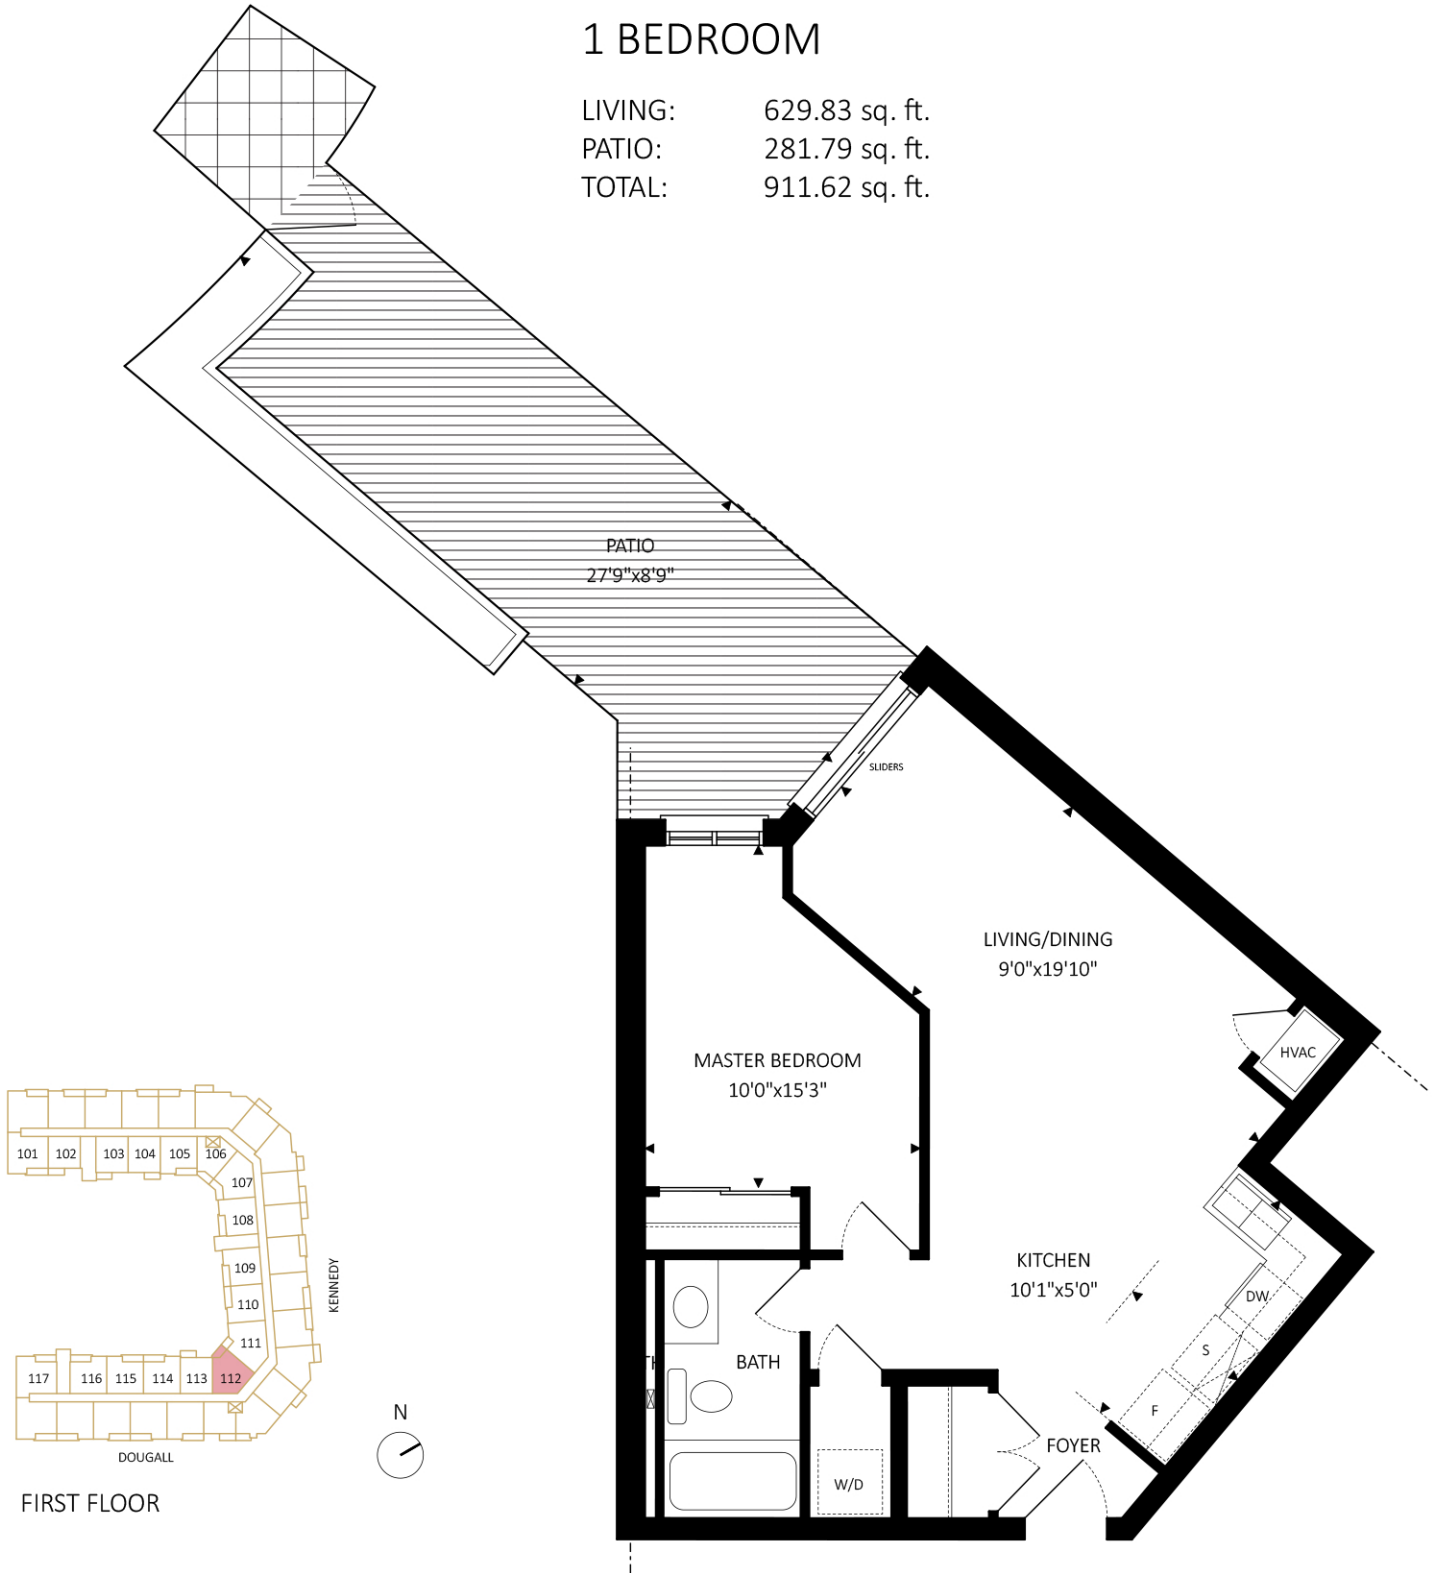 1 BEDROOM
LIVING: 629.83 sq. ft.
PATIO: 281.79 sq. ft.
TOTAL: 911.62 sq. ft.
PATIO
27'9"x8'9"
SLIDERS
LIVING/DINING
9'0"x19'10"
HVAC
MASTER BEDROOM
10'0"x15'3"
KITCHEN
10'1"x5'0"
DW
S
F
BATH
W/D
FOYER
101 102 103 104 105 106
107
108
109
110
111
117 116 115 114 113 112
KENNEDY
DOUGALL
N
FIRST FLOOR